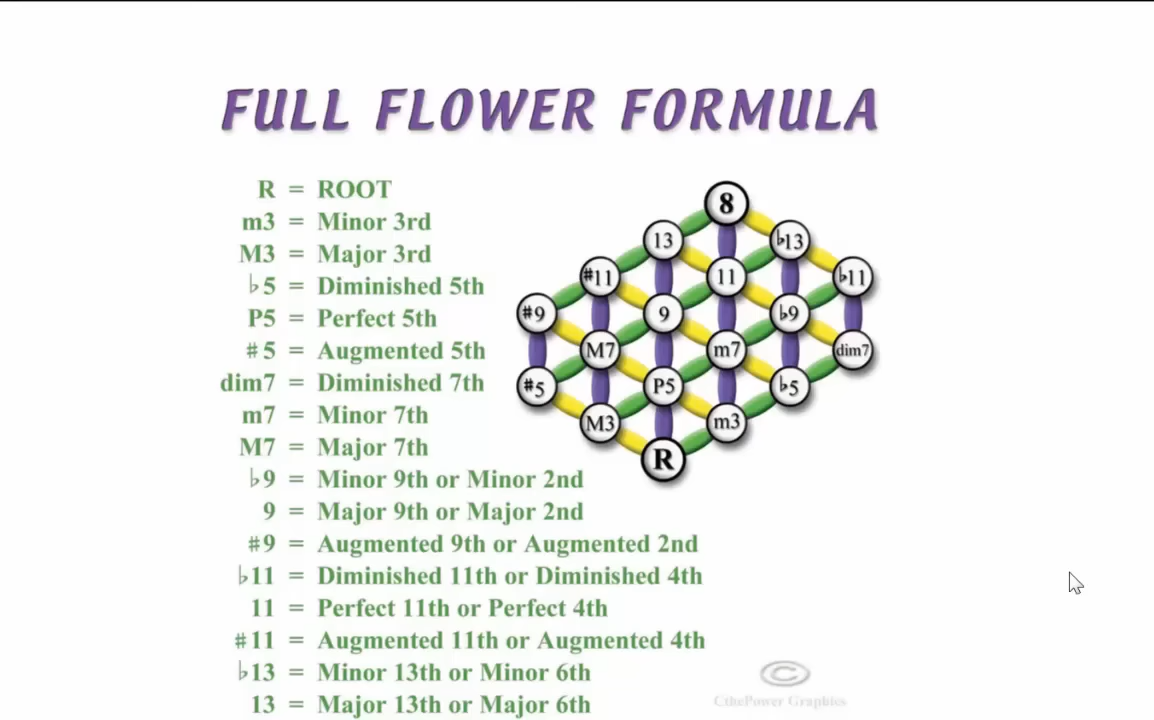 FULL FLOWER FORMULA
R = ROOT
m3 = Minor 3rd
M3 = Major 3rd
♭5 = Diminished 5th
P5 = Perfect 5th
#5 = Augmented 5th
dim7 = Diminished 7th
m7 = Minor 7th
M7 = Major 7th
♭9 = Minor 9th or Minor 2nd
9 = Major 9th or Major 2nd
#9 = Augmented 9th or Augmented 2nd
♭11 = Diminished 11th or Diminished 4th
11 = Perfect 11th or Perfect 4th
#11 = Augmented 11th or Augmented 4th
♭13 = Minor 13th or Minor 6th
13 = Major 13th or Major 6th
8
13 ♭13
#11 11 ♭11
#9 9 ♭9
M7 m7 dim7
#5 P5 ♭5
M3 m3
R
©
CthePower Graphics